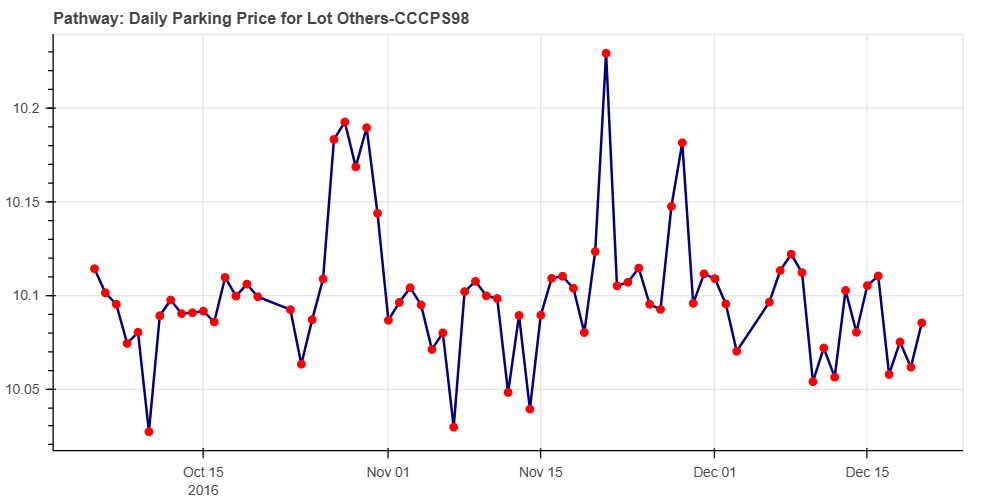 Pathway: Daily Parking Price for Lot Others-CCCPS98
10.2
10.15
10.1
10.05
Oct 15 Nov 01 Nov 15 Dec 01 Dec 15
2016